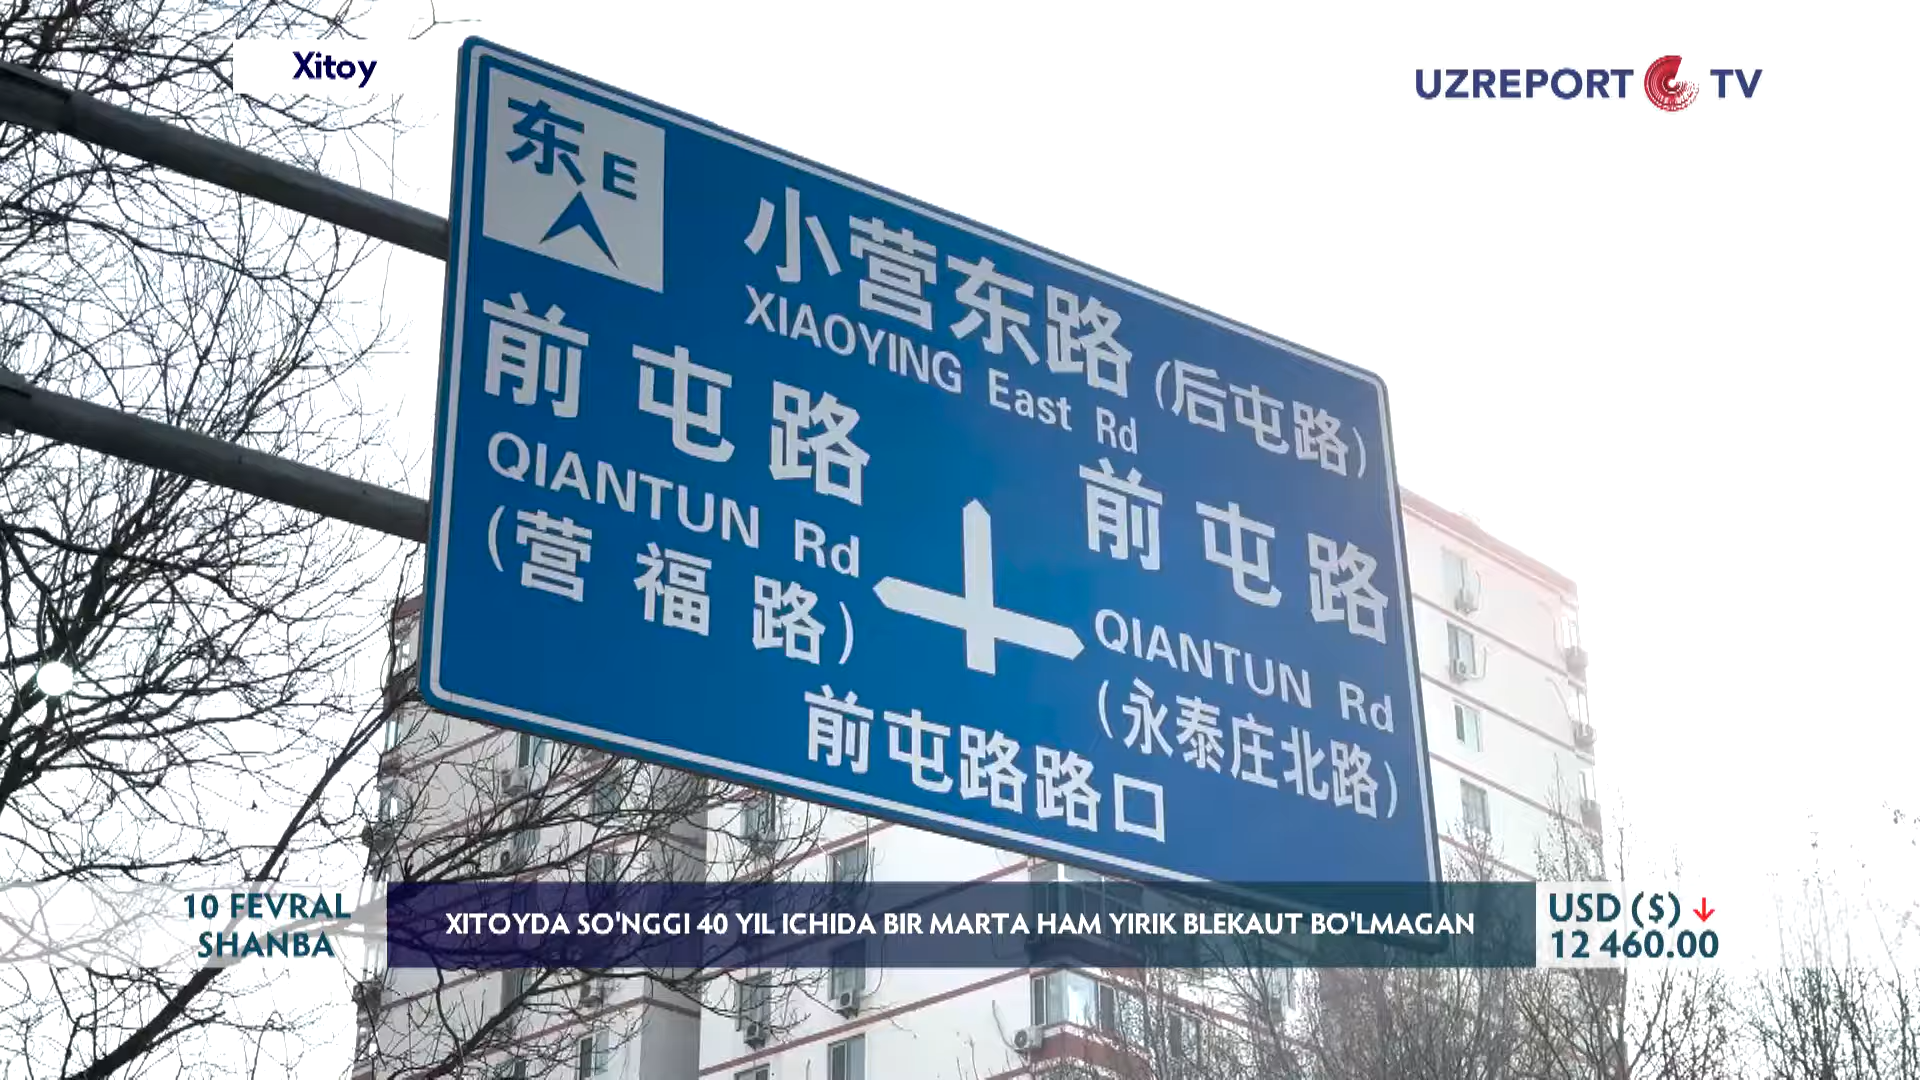 Xitoy
UZREPORT TV
东 E
小营东路 (后屯路)
XIAOYING East Rd
前屯路
QIANTUN Rd
(营福路)
前屯路
QIANTUN Rd
(永泰庄北路)
前屯路路口
10 FEVRAL
SHANBA
XITOYDA SO'NGGI 40 YIL ICHIDA BIR MARTA HAM YIRIK BLEKAUT BO'LMAGAN
USD ($)
12 460.00